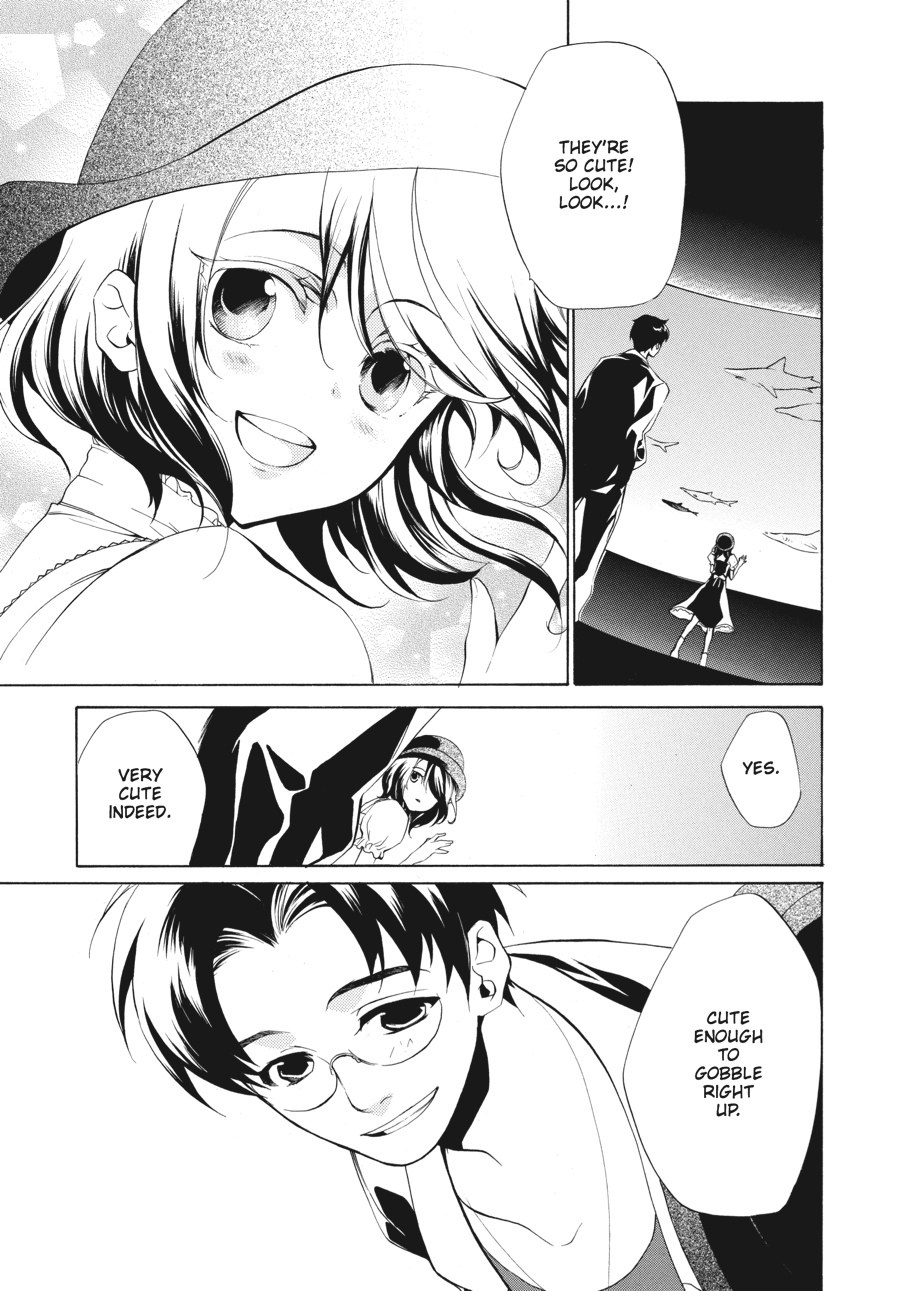 THEY'RE
SO CUTE!
LOOK,
LOOK...!
YES.
VERY
CUTE
INDEED.
CUTE
ENOUGH
TO
GOBBLE
RIGHT
UP.